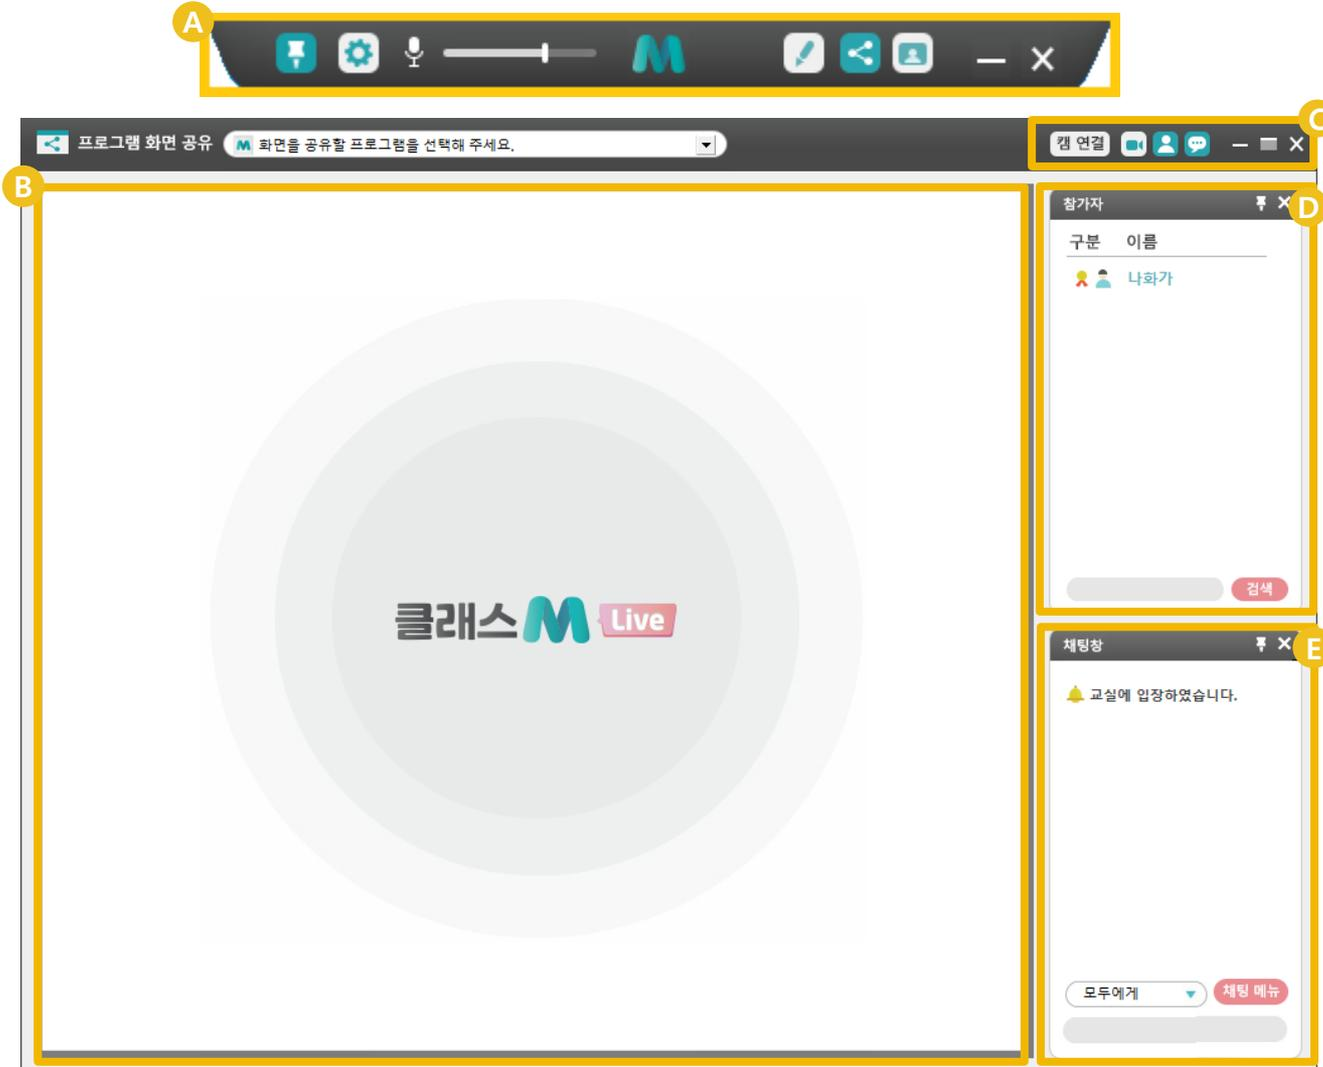 A
프로그램 화면 공유
화면을 공유할 프로그램을 선택해 주세요.
캠 연결
C
B
참가자
D
구분 이름
나화가
검색
클래스M Live
채팅창
E
교실에 입장하였습니다.
모두에게
채팅 메뉴